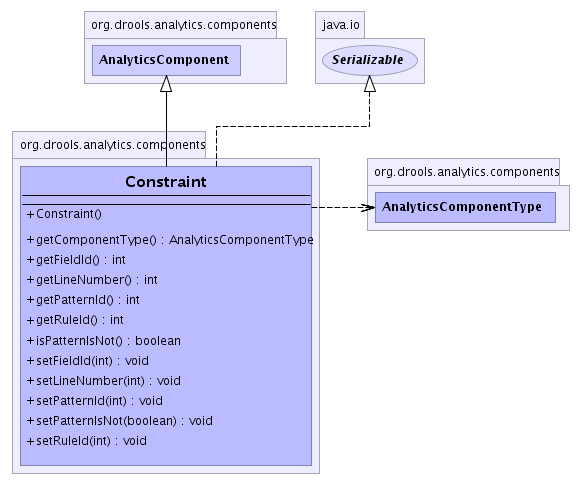 org.drools.analytics.components
AnalyticsComponent
java.io
Serializable
org.drools.analytics.components
Constraint
+ Constraint()
+ getComponentType() : AnalyticsComponentType
+ getFieldId() : int
+ getLineNumber() : int
+ getPatternId() : int
+ getRuleId() : int
+ isPatternIsNot() : boolean
+ setFieldId(int) : void
+ setLineNumber(int) : void
+ setPatternId(int) : void
+ setPatternIsNot(boolean) : void
+ setRuleId(int) : void
org.drools.analytics.components
AnalyticsComponentType